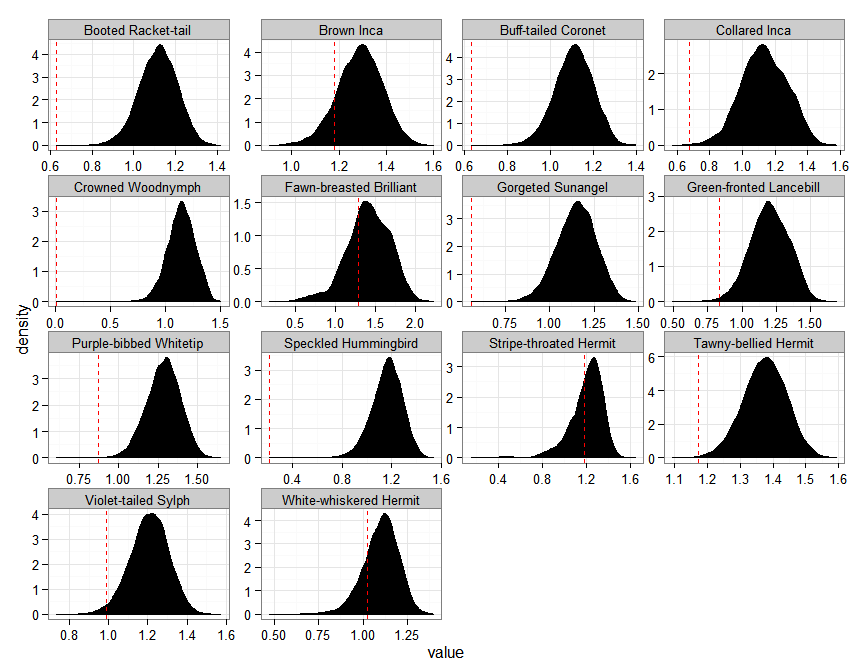 Booted Racket-tail Brown Inca Buff-tailed Coronet Collared Inca
4 4 4
3 3 3 2
2 2 2
1 1 1 1
0 0 0 0
0.6 0.8 1.0 1.2 1.4 1.0 1.2 1.4 1.6 0.6 0.8 1.0 1.2 1.4 0.6 0.8 1.0 1.2 1.4 1.6
Crowned Woodnymph Fawn-breasted Brilliant Gorgeted Sunangel Green-fronted Lancebill
3 1.5 3 3
2 1.0 2 2
1 0.5 1 1
0 0.0 0 0
0.0 0.5 1.0 1.5 0.5 1.0 1.5 2.0 0.75 1.00 1.25 1.50 0.50 0.75 1.00 1.25 1.50
density
Purple-bibbed Whitetip Speckled Hummingbird Stripe-throated Hermit Tawny-bellied Hermit
3 3 3 6
2 2 2 4
1 1 1 2
0 0 0 0
0.75 1.00 1.25 1.50 0.4 0.8 1.2 1.6 0.4 0.8 1.2 1.6 1.1 1.2 1.3 1.4 1.5 1.6
Violet-tailed Sylph White-whiskered Hermit
4 4
3 3
2 2
1 1
0 0
0.8 1.0 1.2 1.4 1.6 0.50 0.75 1.00 1.25
value